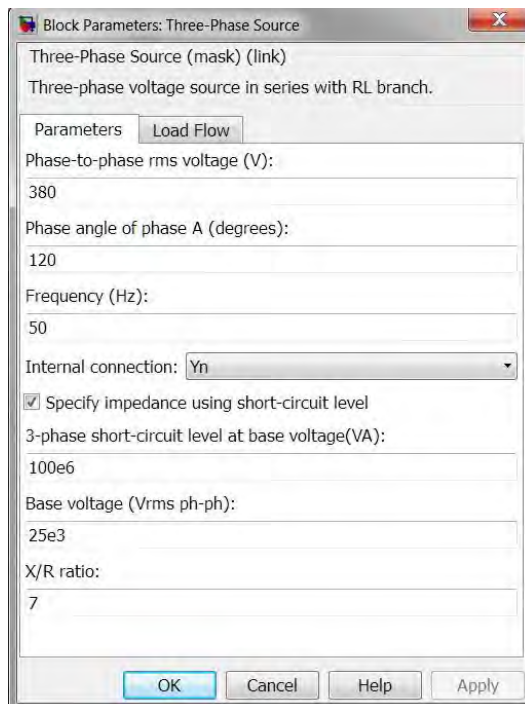 Block Parameters: Three-Phase Source
Three-Phase Source (mask) (link)
Three-phase voltage source in series with RL branch.
Parameters Load Flow
Phase-to-phase rms voltage (V):
380
Phase angle of phase A (degrees):
120
Frequency (Hz):
50
Internal connection: Yn
Specify impedance using short-circuit level
3-phase short-circuit level at base voltage(VA):
100e6
Base voltage (Vrms ph-ph):
25e3
X/R ratio:
7
OK Cancel Help Apply